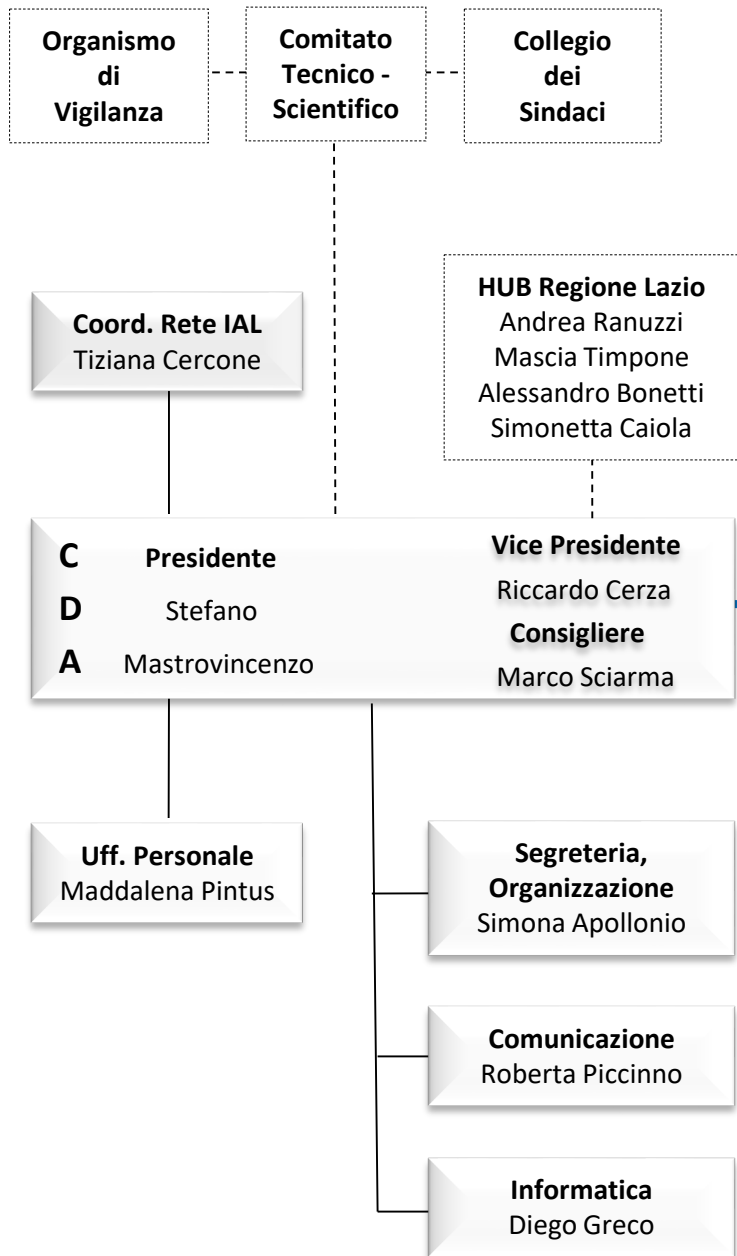 Organismo
di
Vigilanza
Comitato
Tecnico -
Scientifico
Collegio
dei
Sindaci
Coord. Rete IAL
Tiziana Cercone
HUB Regione Lazio
Andrea Ranuzzi
Mascia Timpone
Alessandro Bonetti
Simonetta Caiola
C Presidente
D Stefano
A Mastrovincenzo
Vice Presidente
Riccardo Cerza
Consigliere
Marco Sciarma
Uff. Personale
Maddalena Pintus
Segreteria,
Organizzazione
Simona Apollonio
Comunicazione
Roberta Piccinno
Informatica
Diego Greco